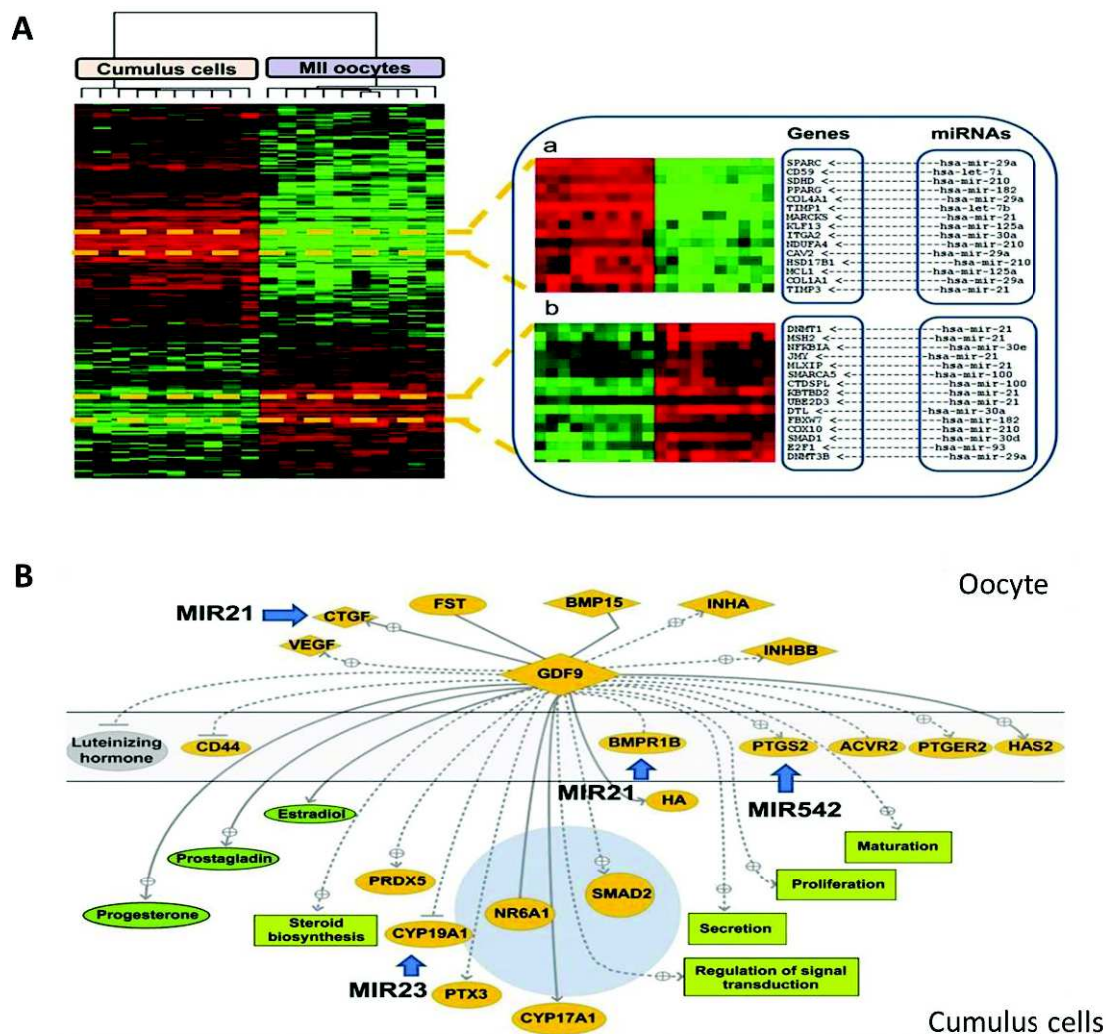 A
Cumulus cells MII oocytes
a
Genes miRNAs
SPARC <---hsa-mir-29a
CD59 <---hsa-let-7i
SDHD <---hsa-mir-210
PPARG <---hsa-mir-182
COL4A1 <---hsa-mir-29a
TIMP1 <---hsa-let-7b
MARCKS <---hsa-mir-21
KLF13 <---hsa-mir-125a
ITGA2 <---hsa-mir-30a
NDUFA4 <---hsa-mir-210
CAV2 <---hsa-mir-29a
HSD17B1 <---hsa-mir-210
MCL1 <---hsa-mir-125a
COL1A1 <---hsa-mir-29a
TIMP3 <---hsa-mir-21
b
DNMT1 <---hsa-mir-21
MSH2 <---hsa-mir-21
NFKBIA <---hsa-mir-30e
JMY <---hsa-mir-21
MLXIP <---hsa-mir-21
SMARCA5 <---hsa-mir-100
CTDSPL <---hsa-mir-100
KBTBD2 <---hsa-mir-21
UBE2D3 <---hsa-mir-21
DTL <---hsa-mir-30a
FBXW7 <---hsa-mir-182
COX10 <---hsa-mir-210
SMAD1 <---hsa-mir-30d
E2F1 <---hsa-mir-93
DNMT3B <---hsa-mir-29a
B
Oocyte
MIR21 CTGF FST BMP15 INHA
VEGF INHBB
GDF9
Luteinizing
hormone
CD44 BMPR1B PTGS2 ACVR2 PTGER2 HAS2
MIR21 HA MIR542
Estradiol
Maturation
Prostagladin
PRDX5 SMAD2 Proliferation
Progesterone
Steroid
biosynthesis
CYP19A1 NR6A1 Secretion
MIR23 PTX3
Regulation of signal
transduction
CYP17A1
Cumulus cells